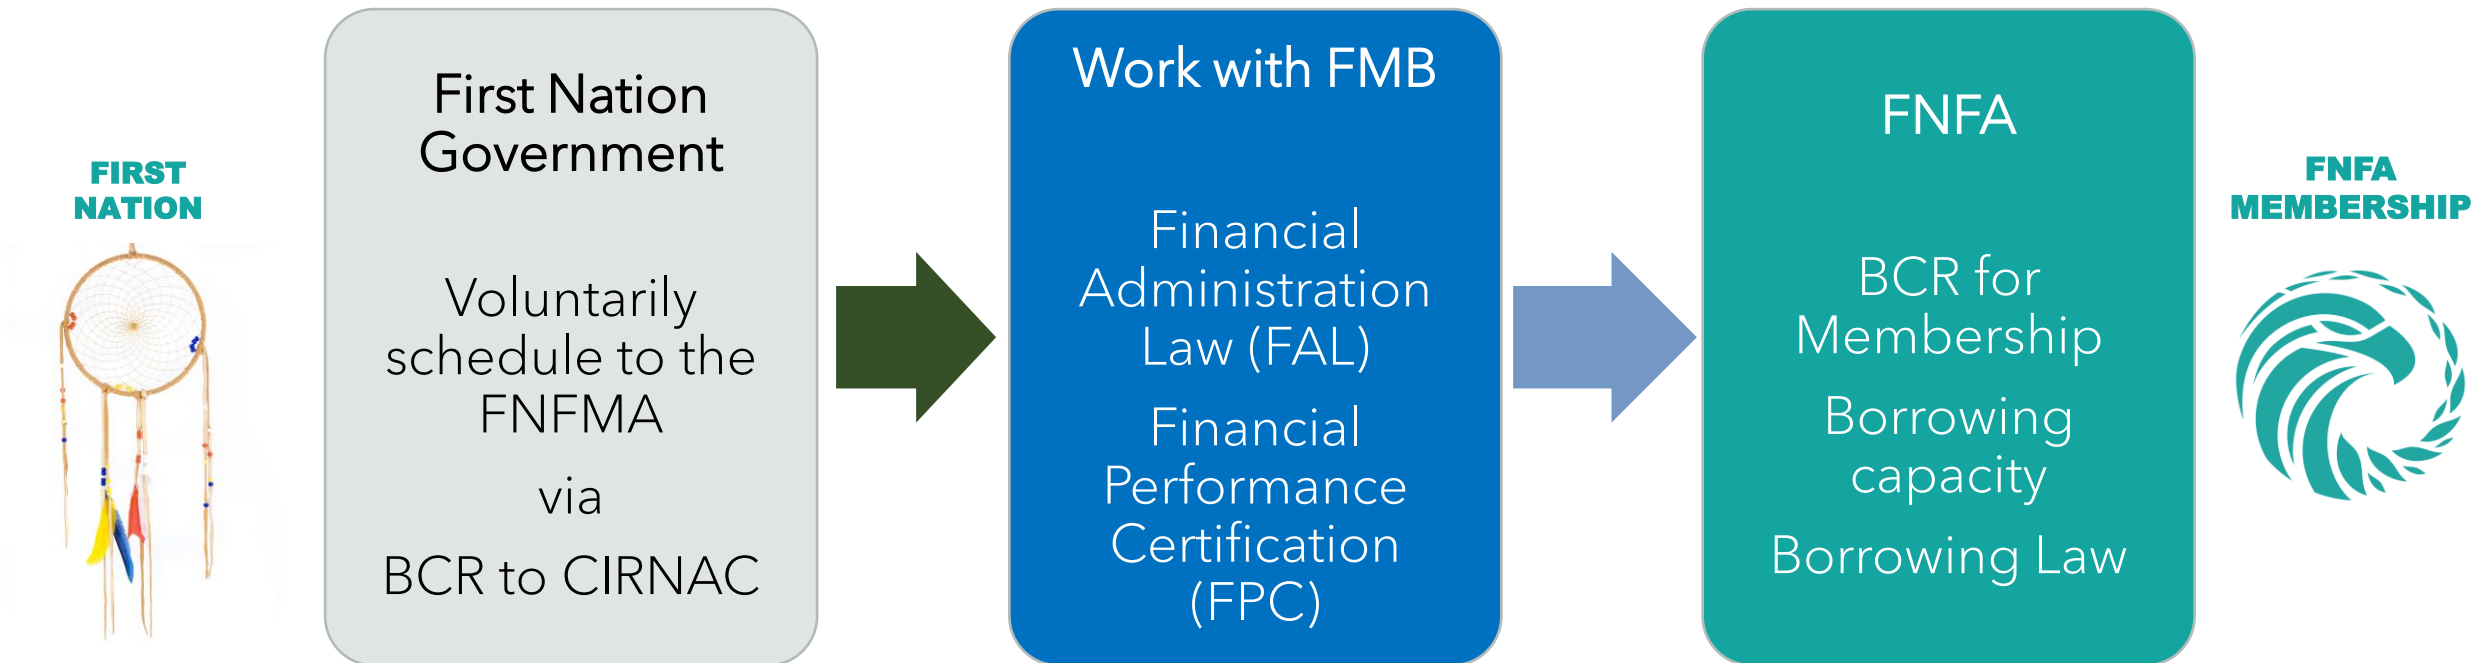 FIRST
NATION
First Nation
Government
Voluntarily
schedule to the
FNFMA
via
BCR to CIRNAC
Work with FMB
Financial
Administration
Law (FAL)
Financial
Performance
Certification
(FPC)
FNFA
BCR for
Membership
Borrowing
capacity
Borrowing Law
FNFA
MEMBERSHIP